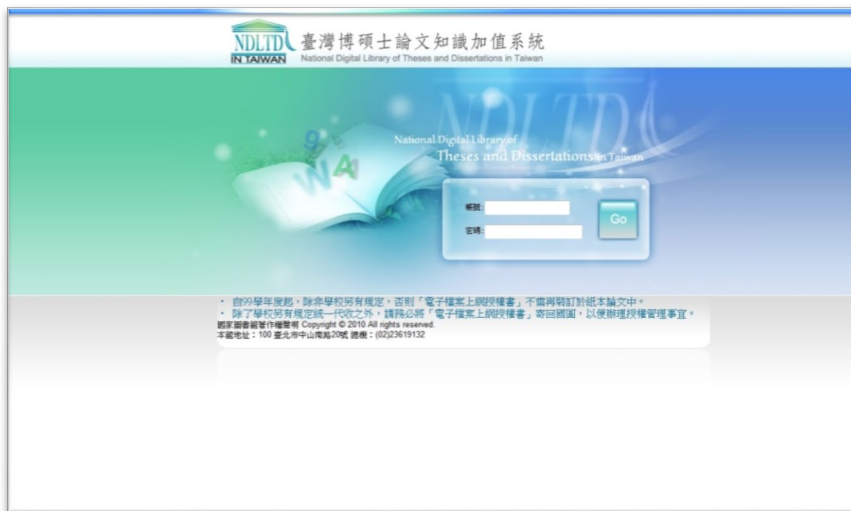 NDLTD
IN TAIWAN
臺灣博碩士論文知識加值系統
National Digital Library of Theses and Dissertations in Taiwan
NDLTD
National Digital Library of
Theses and Dissertations in Taiwan
帳號:
密碼:
Go
• 自99學年度起，除非學校另有規定，否則「電子檔案上網授權書」不需再裝訂於紙本論文中。
• 除了學校另有規定統一代收之外，請務必將「電子檔案上網授權書」寄回國圖，以便辦理授權管理事宜。
國家圖書館著作權聲明 Copyright © 2010 All rights reserved.
本館地址：100 臺北市中山南路20號 總機：(02)23619132